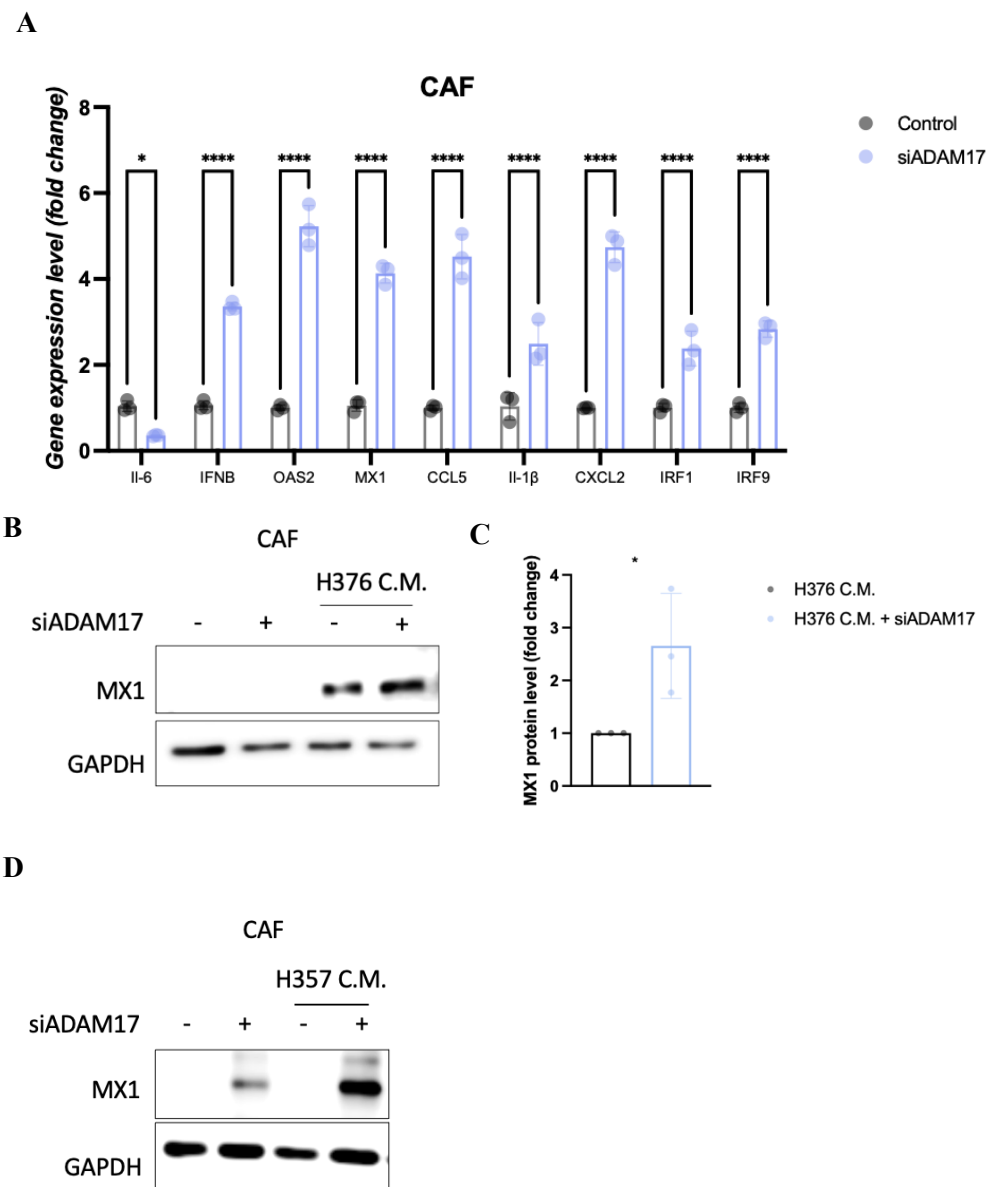 A
CAF
Gene expression level (fold change)
8
6
4
2
0
* **** **** **** **** **** **** **** ****
Il-6 IFNB OAS2 MX1 CCL5 Il-1β CXCL2 IRF1 IRF9
Control
siADAM17
B
CAF
H376 C.M.
siADAM17 - + - +
MX1
GAPDH
C
MX1 protein level (fold change)
4
3
2
1
0
*
H376 C.M.
H376 C.M. + siADAM17
D
CAF
H357 C.M.
siADAM17 - + - +
MX1
GAPDH